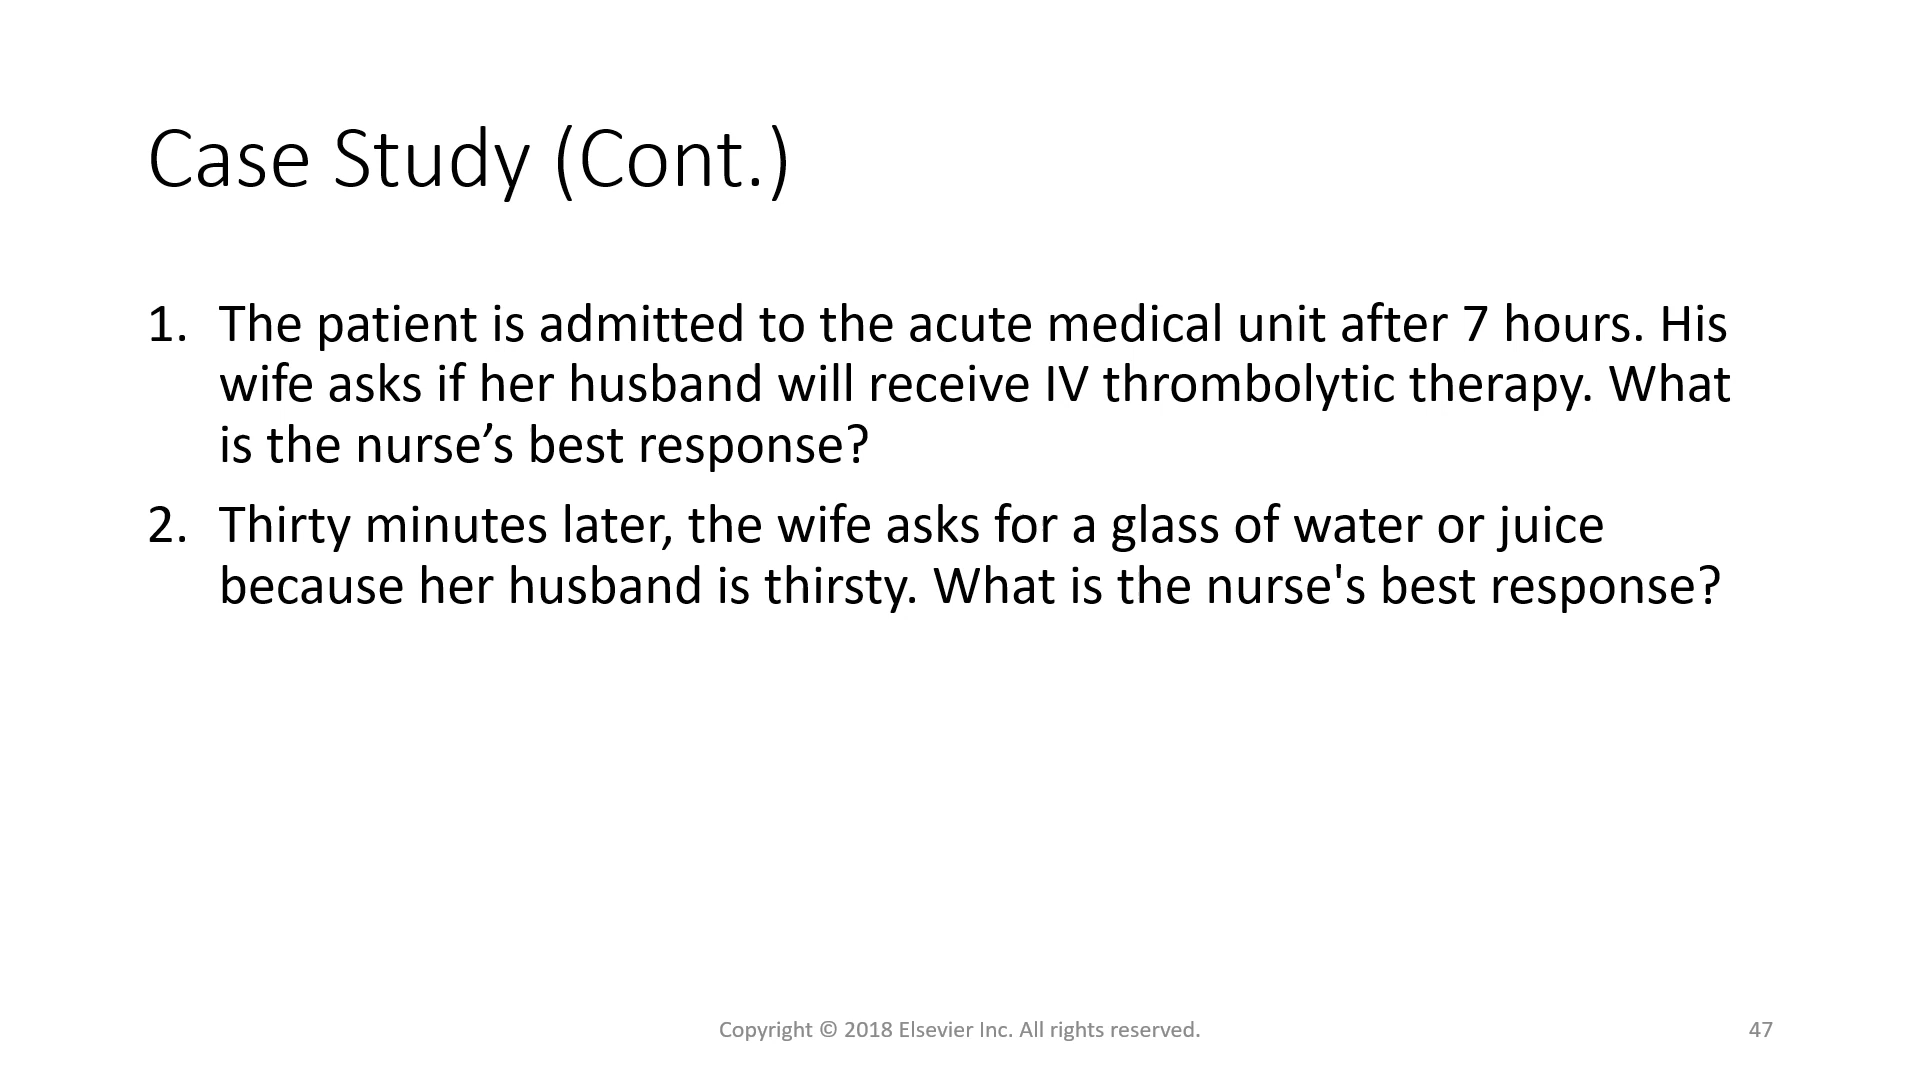 Case Study (Cont.)
1. The patient is admitted to the acute medical unit after 7 hours. His
wife asks if her husband will receive IV thrombolytic therapy. What
is the nurse’s best response?
2. Thirty minutes later, the wife asks for a glass of water or juice
because her husband is thirsty. What is the nurse's best response?
Copyright © 2018 Elsevier Inc. All rights reserved.
47